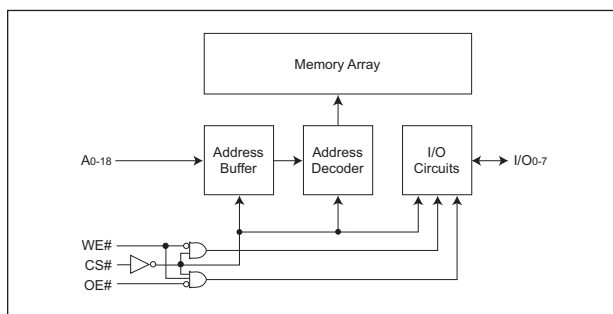 Memory Array
A0-18
Address
Buffer
Address
Decoder
I/O
Circuits
I/O0-7
WE#
CS#
OE#